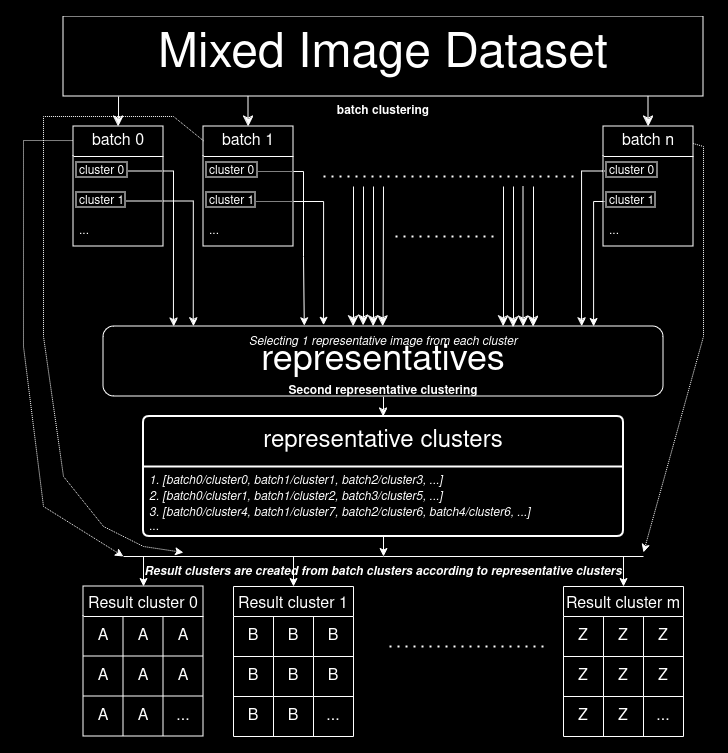 Mixed Image Dataset
batch clustering
batch 0
batch 1
batch n
cluster 0
cluster 0
cluster 0
cluster 1
cluster 1
cluster 1
...
...
...
Selecting 1 representative image from each cluster
representatives
Second representative clustering
representative clusters
1. [batch0/cluster0, batch1/cluster1, batch2/cluster3, ...]
2. [batch0/cluster1, batch1/cluster2, batch3/cluster5, ...]
3. [batch0/cluster4, batch1/cluster7, batch2/cluster6, batch4/cluster6, ...]
...
Result clusters are created from batch clusters according to representative clusters
Result cluster 0
A A A
A A A
A A ...
Result cluster 1
B B B
B B B
B B ...
Result cluster m
Z Z Z
Z Z Z
Z Z ...